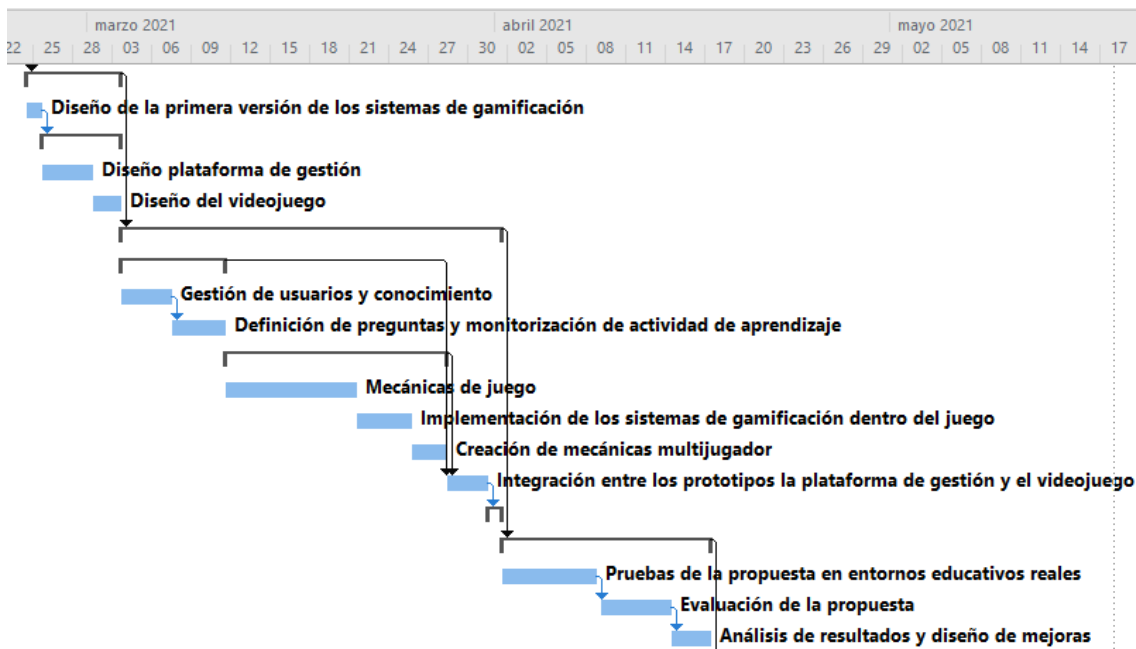 marzo 2021 abril 2021 mayo 2021
22 25 28 03 06 09 12 15 18 21 24 27 30 02 05 08 11 14 17 20 23 26 29 02 05 08 11 14 17
Diseño de la primera versión de los sistemas de gamificación
Diseño plataforma de gestión
Diseño del videojuego
Gestión de usuarios y conocimiento
Definición de preguntas y monitorización de actividad de aprendizaje
Mecánicas de juego
Implementación de los sistemas de gamificación dentro del juego
Creación de mecánicas multijugador
Integración entre los prototipos la plataforma de gestión y el videojuego
Pruebas de la propuesta en entornos educativos reales
Evaluación de la propuesta
Análisis de resultados y diseño de mejoras